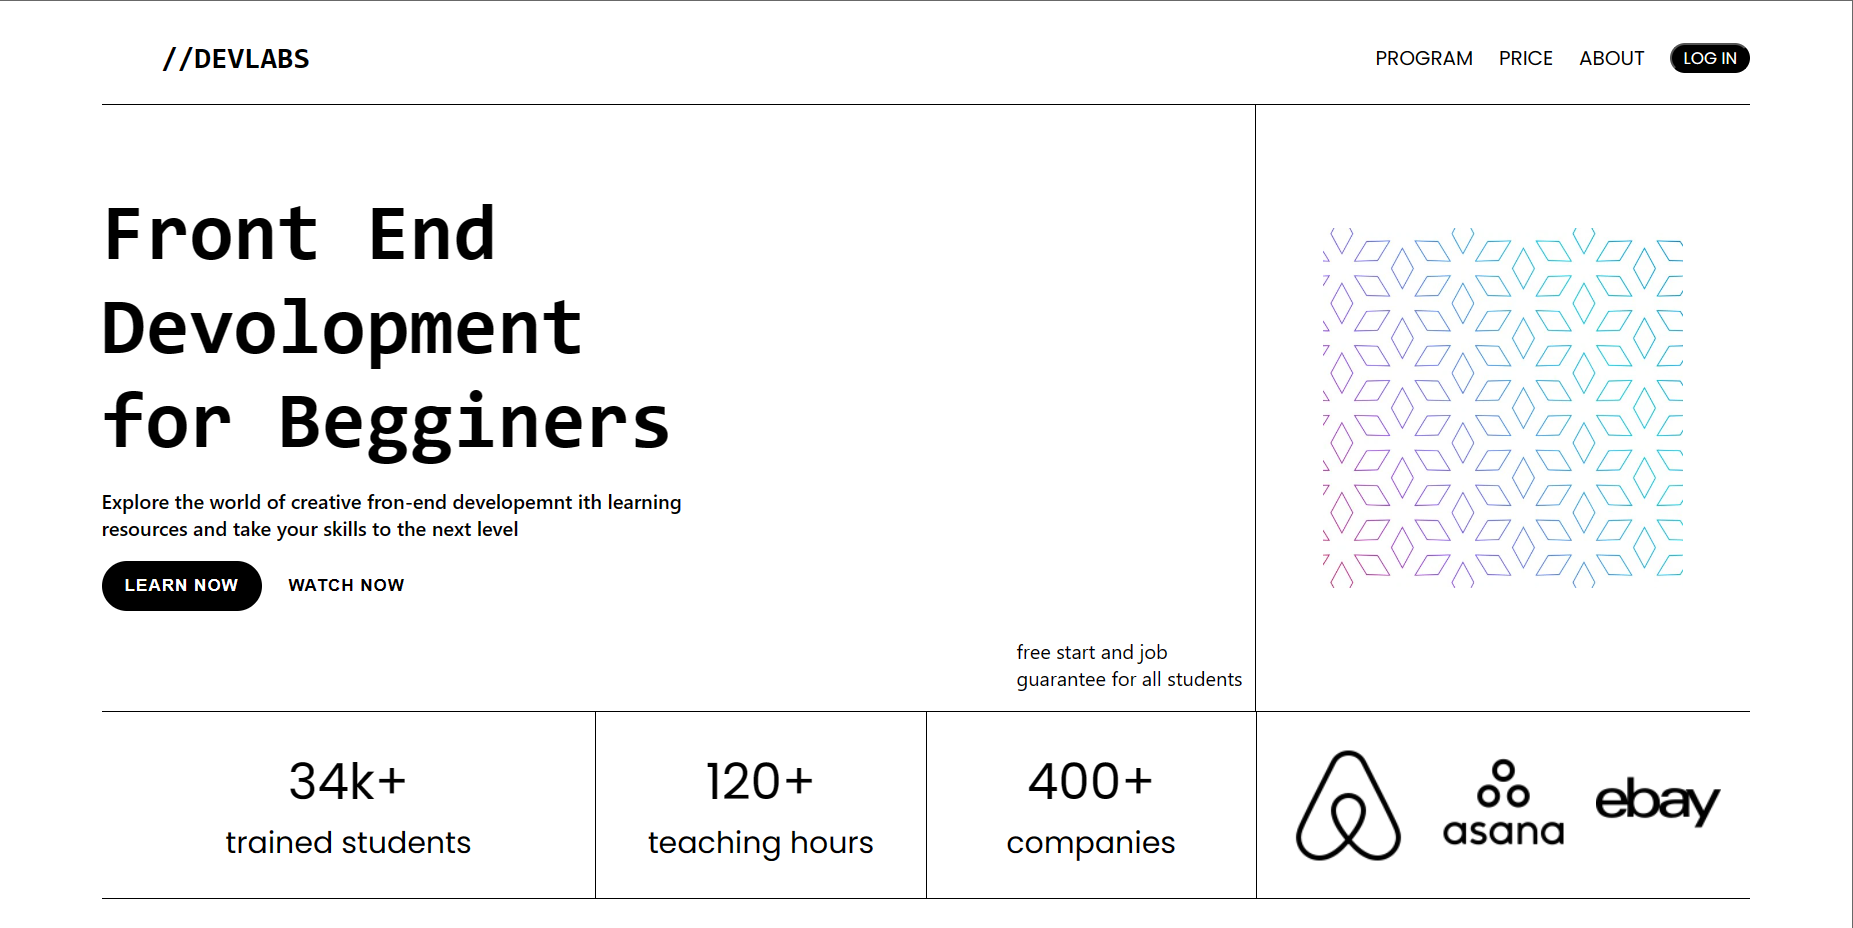 //DEVLABS
PROGRAM PRICE ABOUT LOG IN
Front End
Devolopment
for Begginers
Explore the world of creative fron-end developemnt ith learning
resources and take your skills to the next level
LEARN NOW WATCH NOW
free start and job
guarantee for all students
34k+
trained students
120+
teaching hours
400+
companies
asana
ebay